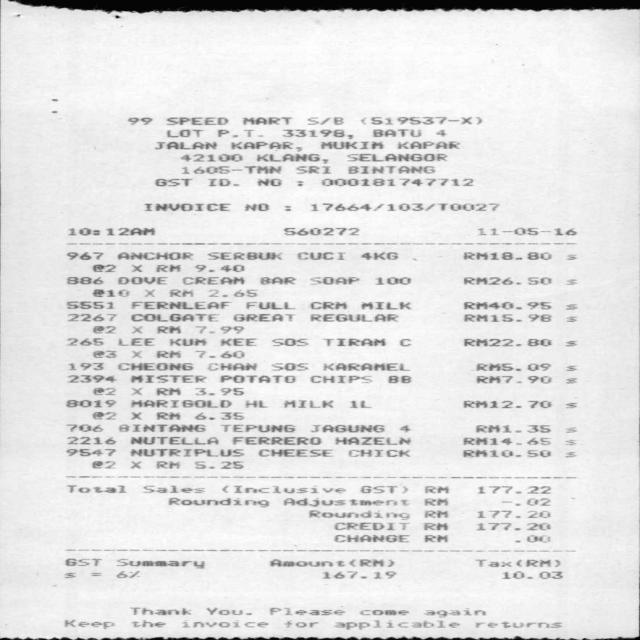 99 SPEED MART S/B (519537-X)
LOT P.T. 33198, BATU 4
JALAN KAPAR, MUKIM KAPAR
42100 KLANG, SELANGOR
1605-TMN SRI BINTANG
GST ID. NO : 000181747712
INVOICE NO : 17664/103/T0027
10:12AM 560272 11-05-16
967 ANCHOR SERBUK CUCI 4KG RM18.80 s
@2 X RM 9.40
886 DOVE CREAM BAR SOAP 100 RM26.50 s
@10 X RM 2.65
5551 FERNLEAF FULL CRM MILK RM40.95 s
2267 COLGATE GREAT REGULAR RM15.98 s
@2 X RM 7.99
265 LEE KUM KEE SOS TIRAM C RM22.80 s
@3 X RM 7.60
193 CHEONG CHAN SOS KARAMEL RM5.09 s
2394 MISTER POTATO CHIPS BB RM7.90 s
@2 X RM 3.95
8019 MARIGOLD HL MILK 1L RM12.70 s
@2 X RM 6.35
706 BINTANG TEPUNG JAGUNG 4 RM1.35 s
2216 NUTELLA FERRERO HAZELN RM14.65 s
9547 NUTRIPLUS CHEESE CHICK RM10.50 s
@2 X RM 5.25
Total Sales (Inclusive GST) RM 177.22
Rounding Adjustment RM .02
Rounding RM 177.20
CREDIT RM 177.20
CHANGE RM .00
GST Summary Amount(RM) Tax(RM)
s = 6% 167.19 10.03
Thank You. Please come again
Keep the invoice for applicable returns